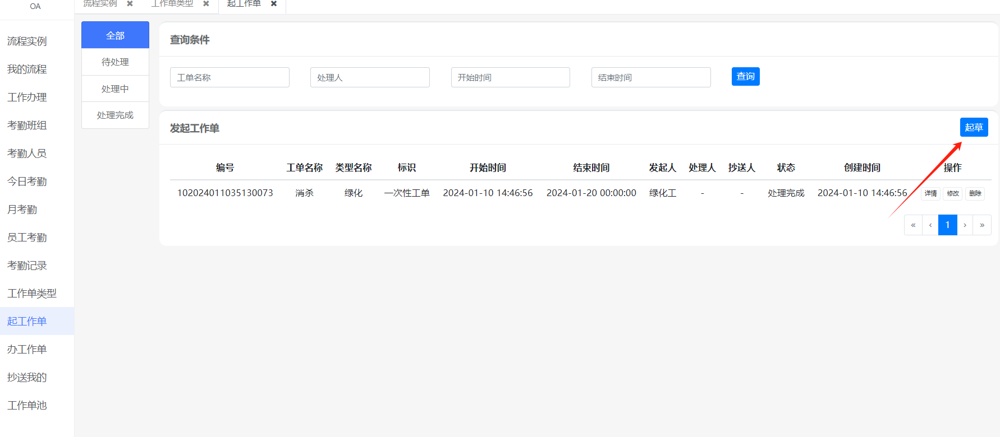 OA
流程实例
我的流程
工作办理
考勤班组
考勤人员
今日考勤
月考勤
员工考勤
考勤记录
工作单类型
起工作单
办工作单
抄送我的
工作单池
流程实例 ✖ 工作单类型 ✖ 起工作单 ✖
全部
待处理
处理中
处理完成
查询条件
工单名称 处理人 开始时间 结束时间 查询
发起工作单 起草
编号 工单名称 类型名称 标识 开始时间 结束时间 发起人 处理人 抄送人 状态 创建时间 操作
102024011035130073 消杀 绿化 一次性工单 2024-01-10 14:46:56 2024-01-20 00:00:00 绿化工 - - 处理完成 2024-01-10 14:46:56 详情 修改 删除
« ‹ 1 › »